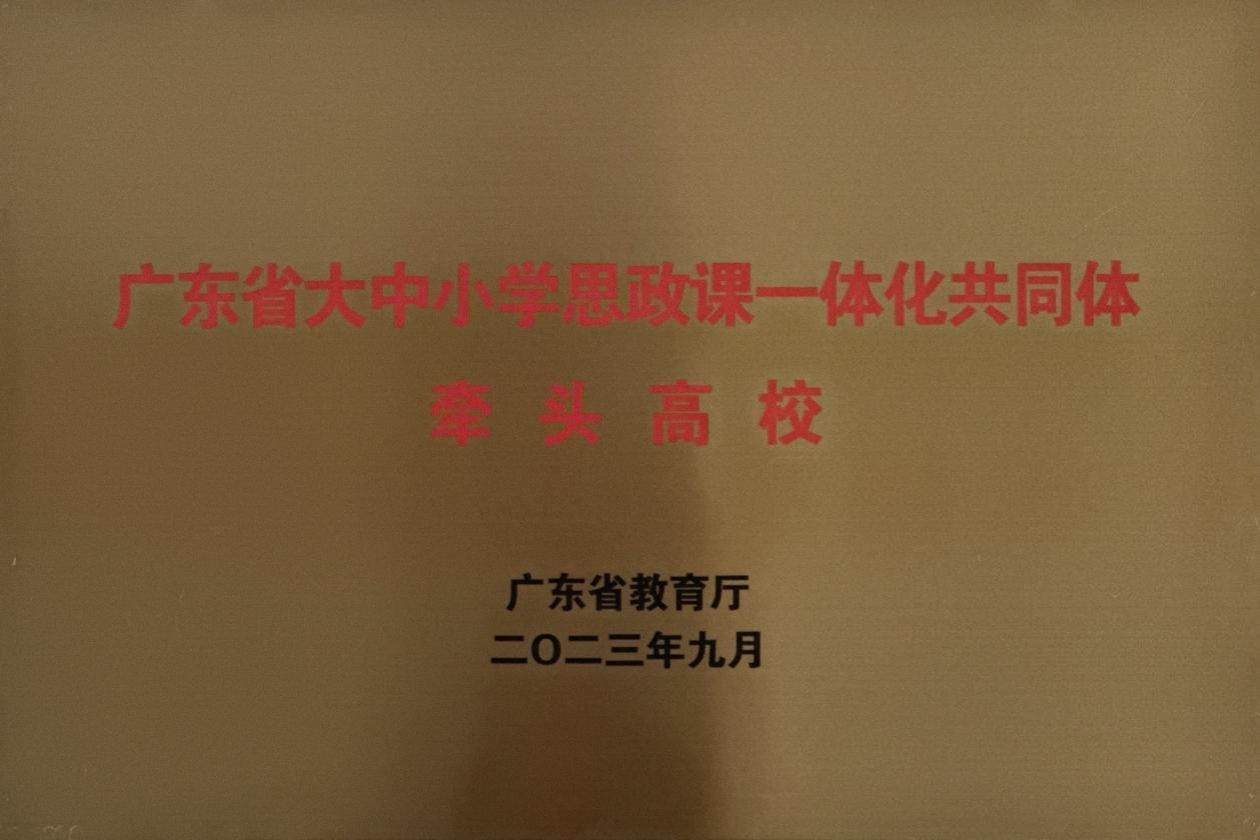 广东省大中小学思政课一体化共同体
牵头高校
广东省教育厅
二〇二三年九月